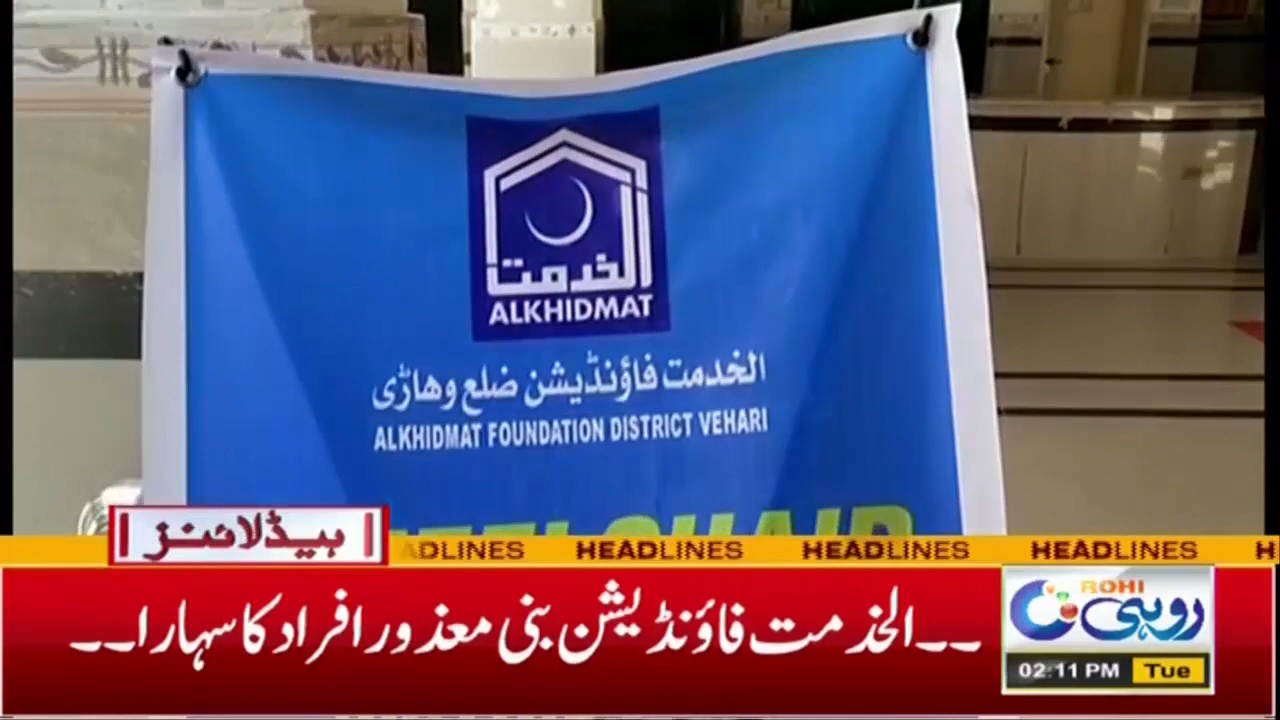 الخدمت
ALKHIDMAT
الخدمت فاؤنڈیشن ضلع وہاڑی
ALKHIDMAT FOUNDATION DISTRICT VEHARI
ہیڈلائنز
ADLINES HEADLINES HEADLINES HEADLINES H
۔۔الخدمت فاؤنڈیشن بنی معذور افراد کا سہارا۔۔
ROHI
روہی
02:11 PM Tue